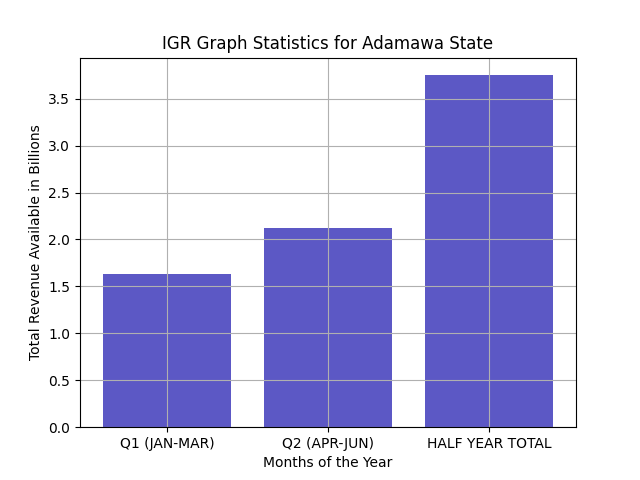 IGR Graph Statistics for Adamawa State
Total Revenue Available in Billions
3.5
3.0
2.5
2.0
1.5
1.0
0.5
0.0
Q1 (JAN-MAR)
Q2 (APR-JUN)
HALF YEAR TOTAL
Months of the Year